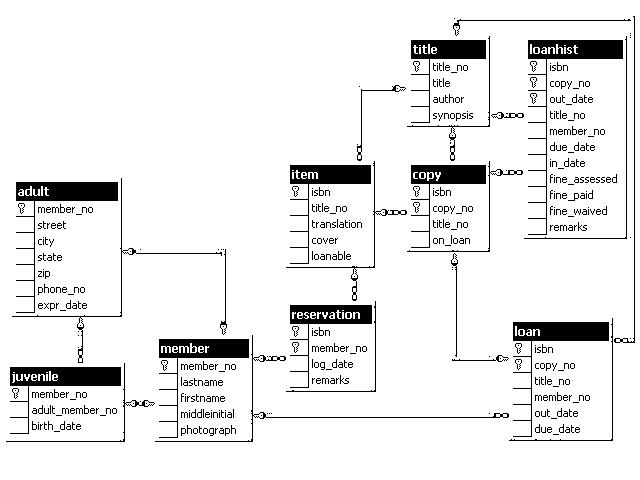 title
title_no
title
author
synopsis
loanhist
isbn
copy_no
out_date
title_no
member_no
due_date
in_date
fine_assessed
fine_paid
fine_waived
remarks
item
isbn
title_no
translation
cover
loanable
copy
isbn
copy_no
title_no
on_loan
adult
member_no
street
city
state
zip
phone_no
expr_date
reservation
isbn
member_no
log_date
remarks
loan
isbn
copy_no
title_no
member_no
out_date
due_date
member
member_no
lastname
firstname
middleinitial
photograph
juvenile
member_no
adult_member_no
birth_date